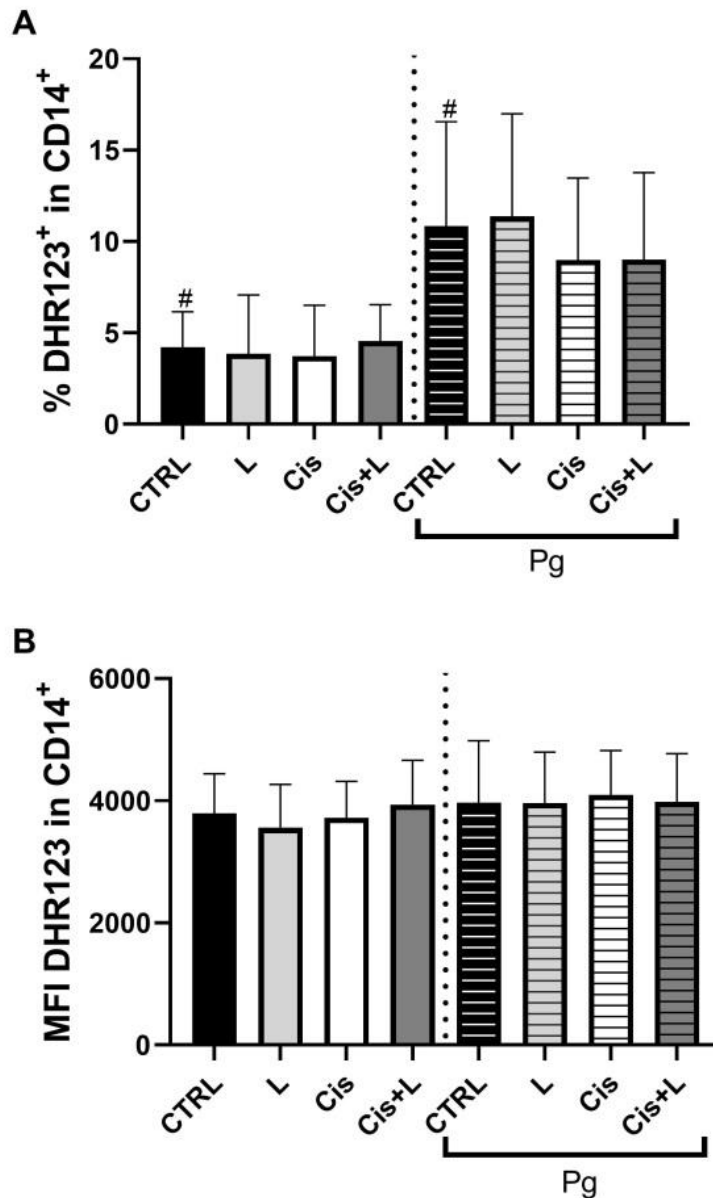 A
% DHR123+ in CD14+
20
15
10
5
0
#
#
CTRL
L
Cis
Cis+L
CTRL
L
Cis
Cis+L
Pg
B
MFI DHR123 in CD14+
6000
4000
2000
0
CTRL
L
Cis
Cis+L
CTRL
L
Cis
Cis+L
Pg